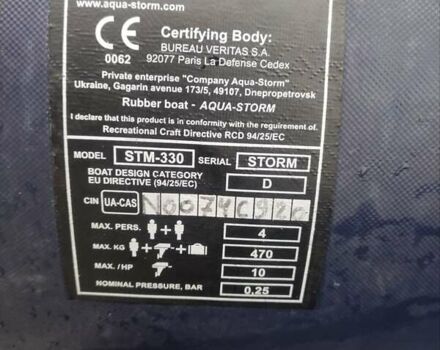 www.aqua-storm.com
CE
0062
Certifying Body:
BUREAU VERITAS S.A.
92077 Paris La Defense Cedex
Private enterprise "Company Aqua-Storm"
Ukraine, Gagarin avenue 173/5, 49107, Dnepropetrovsk
Rubber boat - AQUA-STORM
I declare that this product is in conformity with the requirement of.
Recreational Craft Directive RCD 94/25/EC
MODEL STM-330 SERIAL STORM
BOAT DESIGN CATEGORY
EU DIRECTIVE (94/25/EC) D
CIN UA-CAS
MAX. PERS. + 4
MAX. KG + + 470
MAX. /HP 10
NOMINAL PRESSURE, BAR 0,25